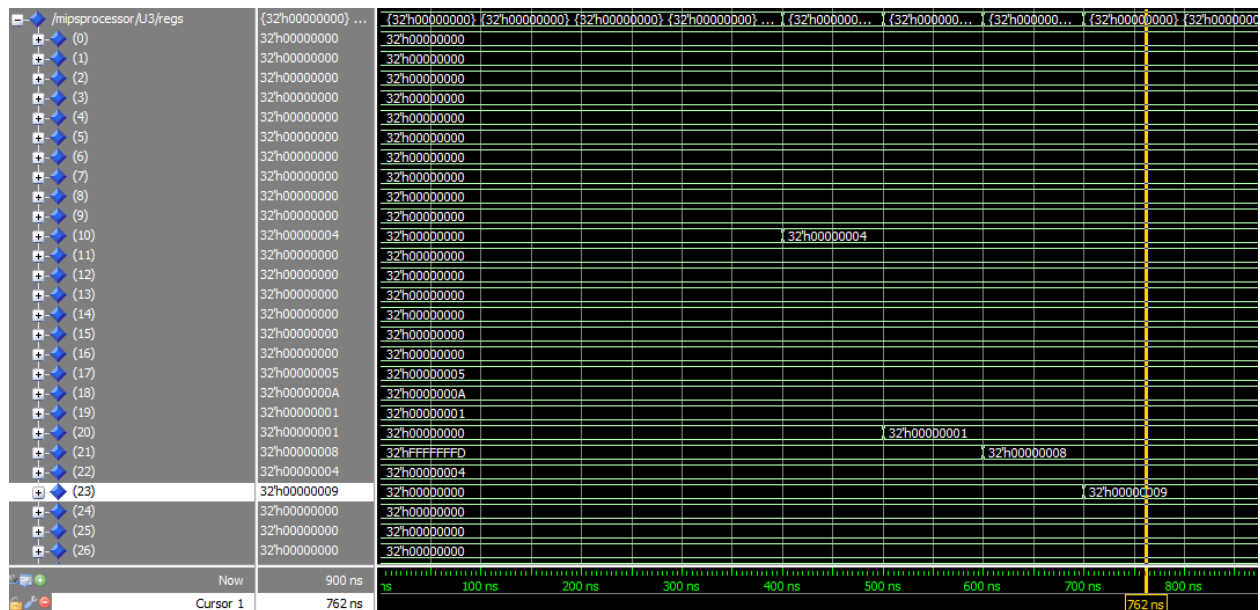 /mipsprocessor/U3/regs {32'h00000000} ... {32'h00000000} {32'h00000000} {32'h00000000} {32'h00000000} ... {32'h000000... {32'h000000... {32'h000000... {32'h00000000} {32'h0000000
(0) 32'h00000000 32'h00000000
(1) 32'h00000000 32'h00000000
(2) 32'h00000000 32'h00000000
(3) 32'h00000000 32'h00000000
(4) 32'h00000000 32'h00000000
(5) 32'h00000000 32'h00000000
(6) 32'h00000000 32'h00000000
(7) 32'h00000000 32'h00000000
(8) 32'h00000000 32'h00000000
(9) 32'h00000000 32'h00000000
(10) 32'h00000004 32'h00000000 32'h00000004
(11) 32'h00000000 32'h00000000
(12) 32'h00000000 32'h00000000
(13) 32'h00000000 32'h00000000
(14) 32'h00000000 32'h00000000
(15) 32'h00000000 32'h00000000
(16) 32'h00000000 32'h00000000
(17) 32'h00000005 32'h00000005
(18) 32'h0000000A 32'h0000000A
(19) 32'h00000001 32'h00000001
(20) 32'h00000001 32'h00000000 32'h00000001
(21) 32'h00000008 32'hFFFFFFFD 32'h00000008
(22) 32'h00000004 32'h00000004
(23) 32'h00000009 32'h00000000 32'h00000009
(24) 32'h00000000 32'h00000000
(25) 32'h00000000 32'h00000000
(26) 32'h00000000 32'h00000000
Now 900 ns ns 100 ns 200 ns 300 ns 400 ns 500 ns 600 ns 700 ns 800 ns
Cursor 1 762 ns 762 ns